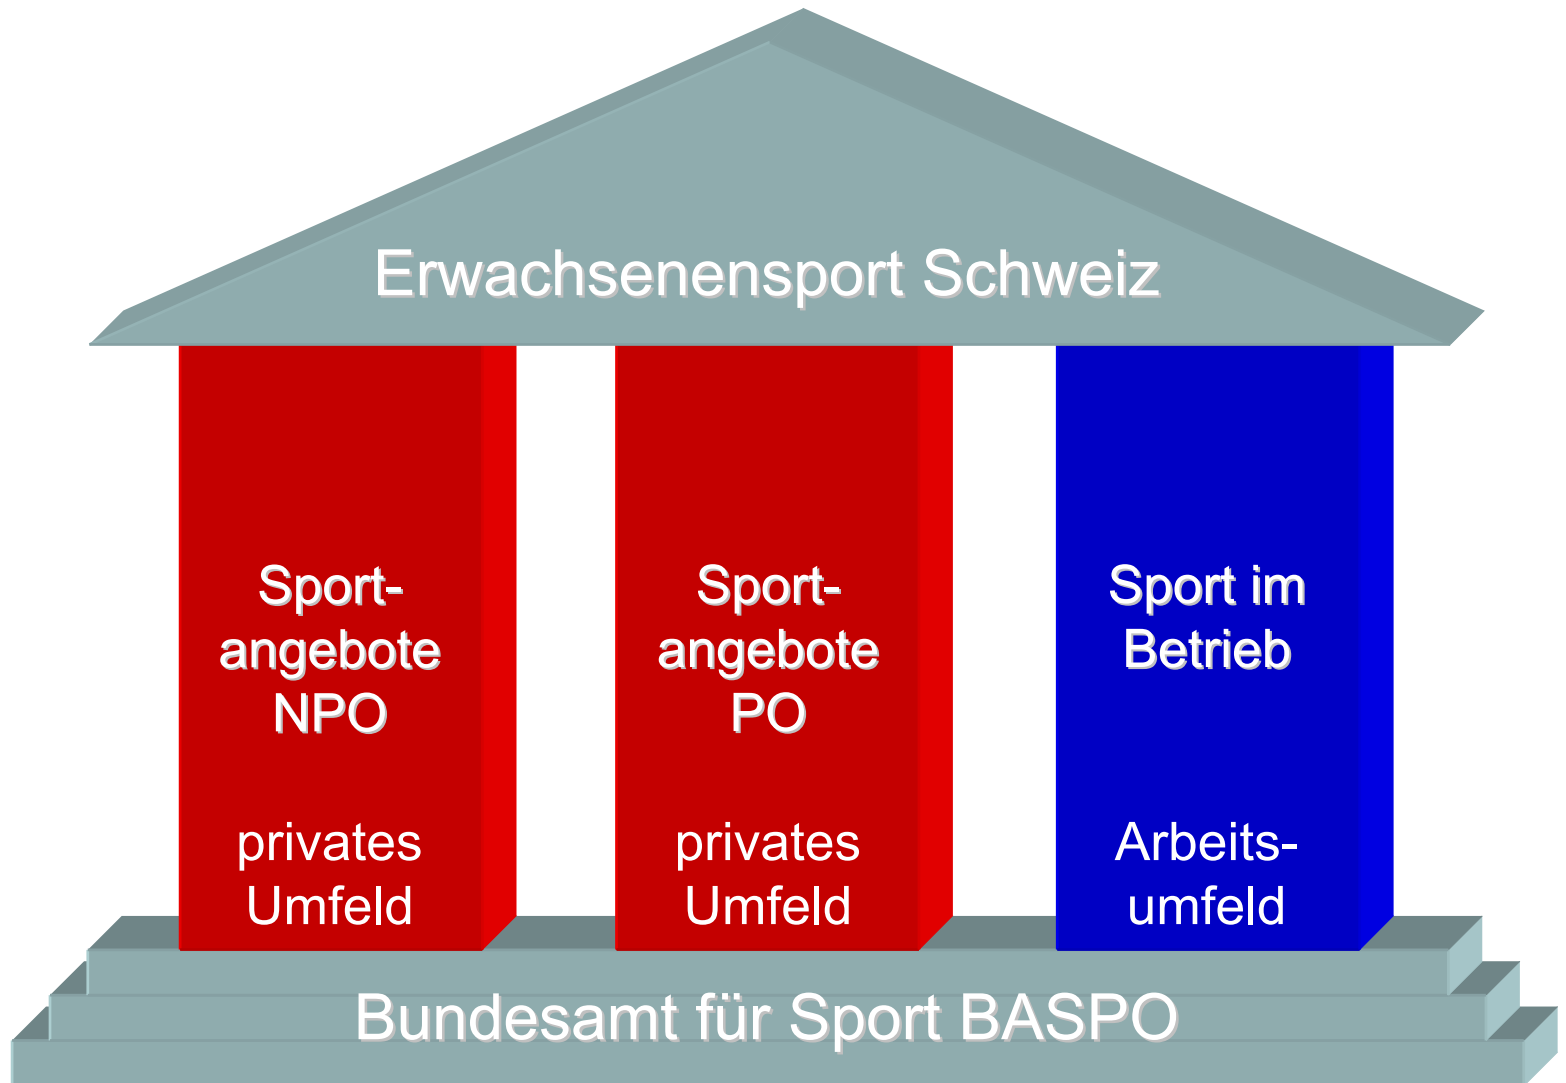 Erwachsenensport Schweiz
Sport-
angebote
NPO
privates
Umfeld
Sport-
angebote
PO
privates
Umfeld
Sport im
Betrieb
Arbeits-
umfeld
Bundesamt für Sport BASPO